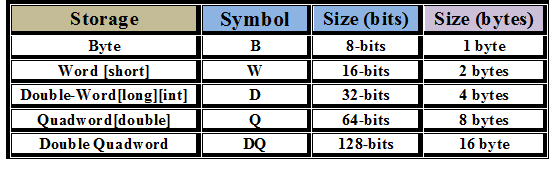 Storage Symbol Size (bits) Size (bytes)
Byte B 8-bits 1 byte
Word [short] W 16-bits 2 bytes
Double-Word[long][int] D 32-bits 4 bytes
Quadword[double] Q 64-bits 8 bytes
Double Quadword DQ 128-bits 16 byte